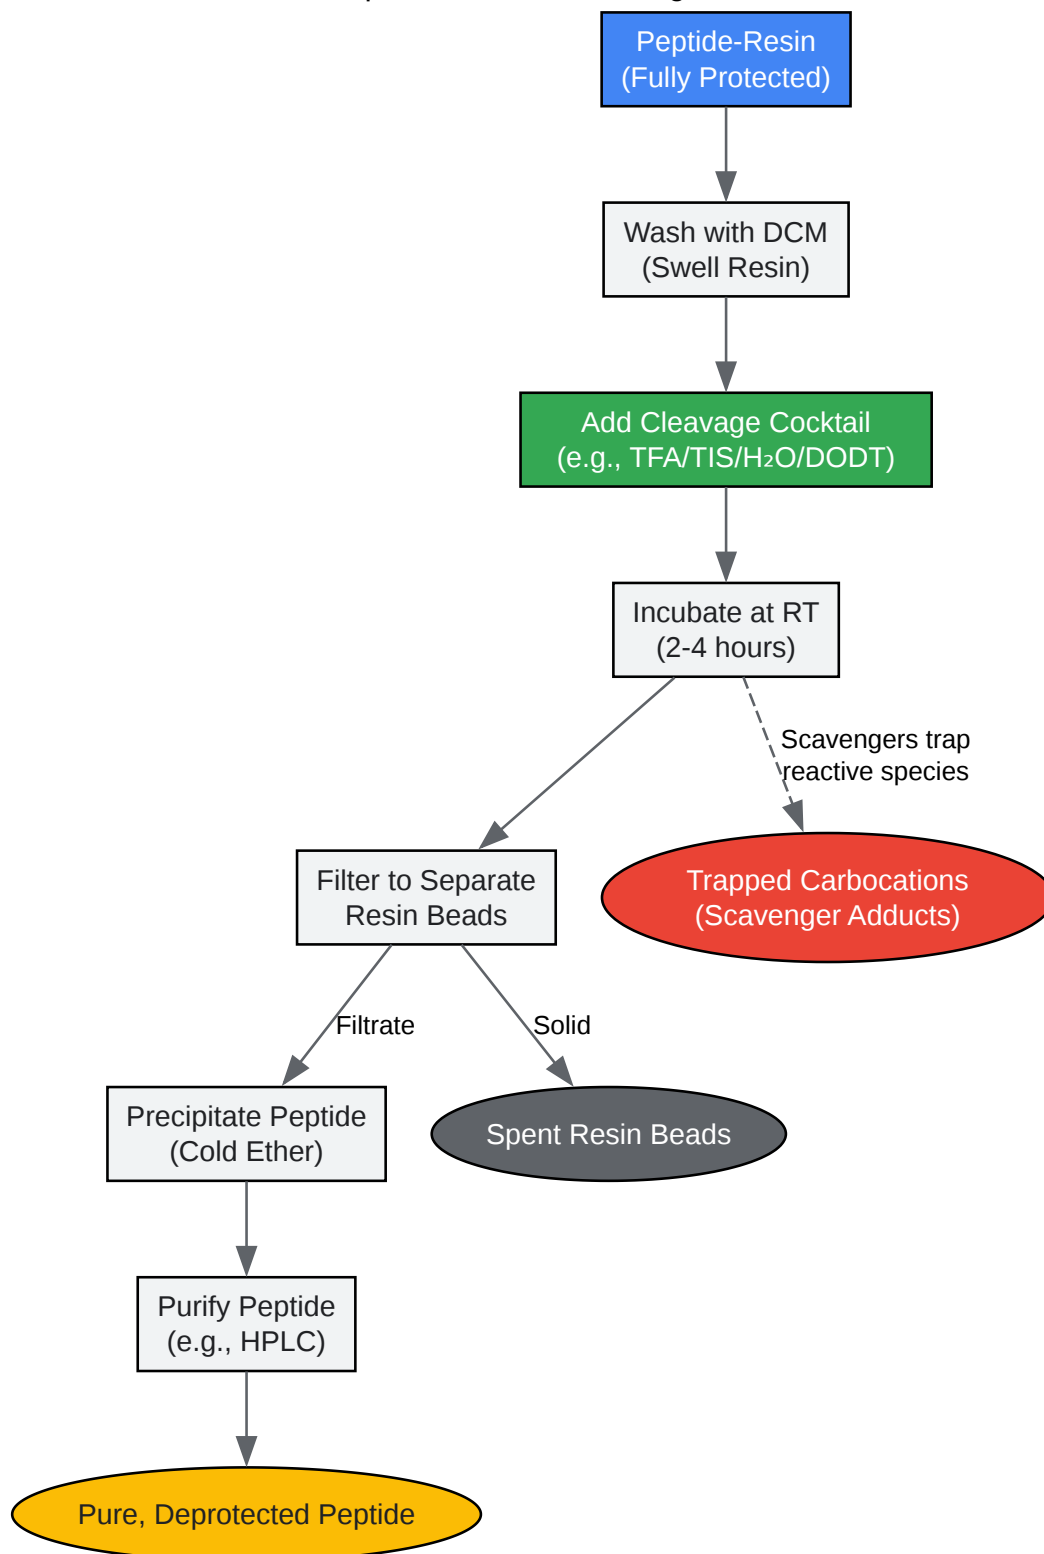 Peptide-Resin
(Fully Protected)
Wash with DCM
(Swell Resin)
Add Cleavage Cocktail
(e.g., TFA/TIS/H₂O/DODT)
Incubate at RT
(2-4 hours)
Scavengers trap
reactive species
Filter to Separate
Resin Beads
Trapped Carbocations
(Scavenger Adducts)
Filtrate
Solid
Precipitate Peptide
(Cold Ether)
Spent Resin Beads
Purify Peptide
(e.g., HPLC)
Pure, Deprotected Peptide